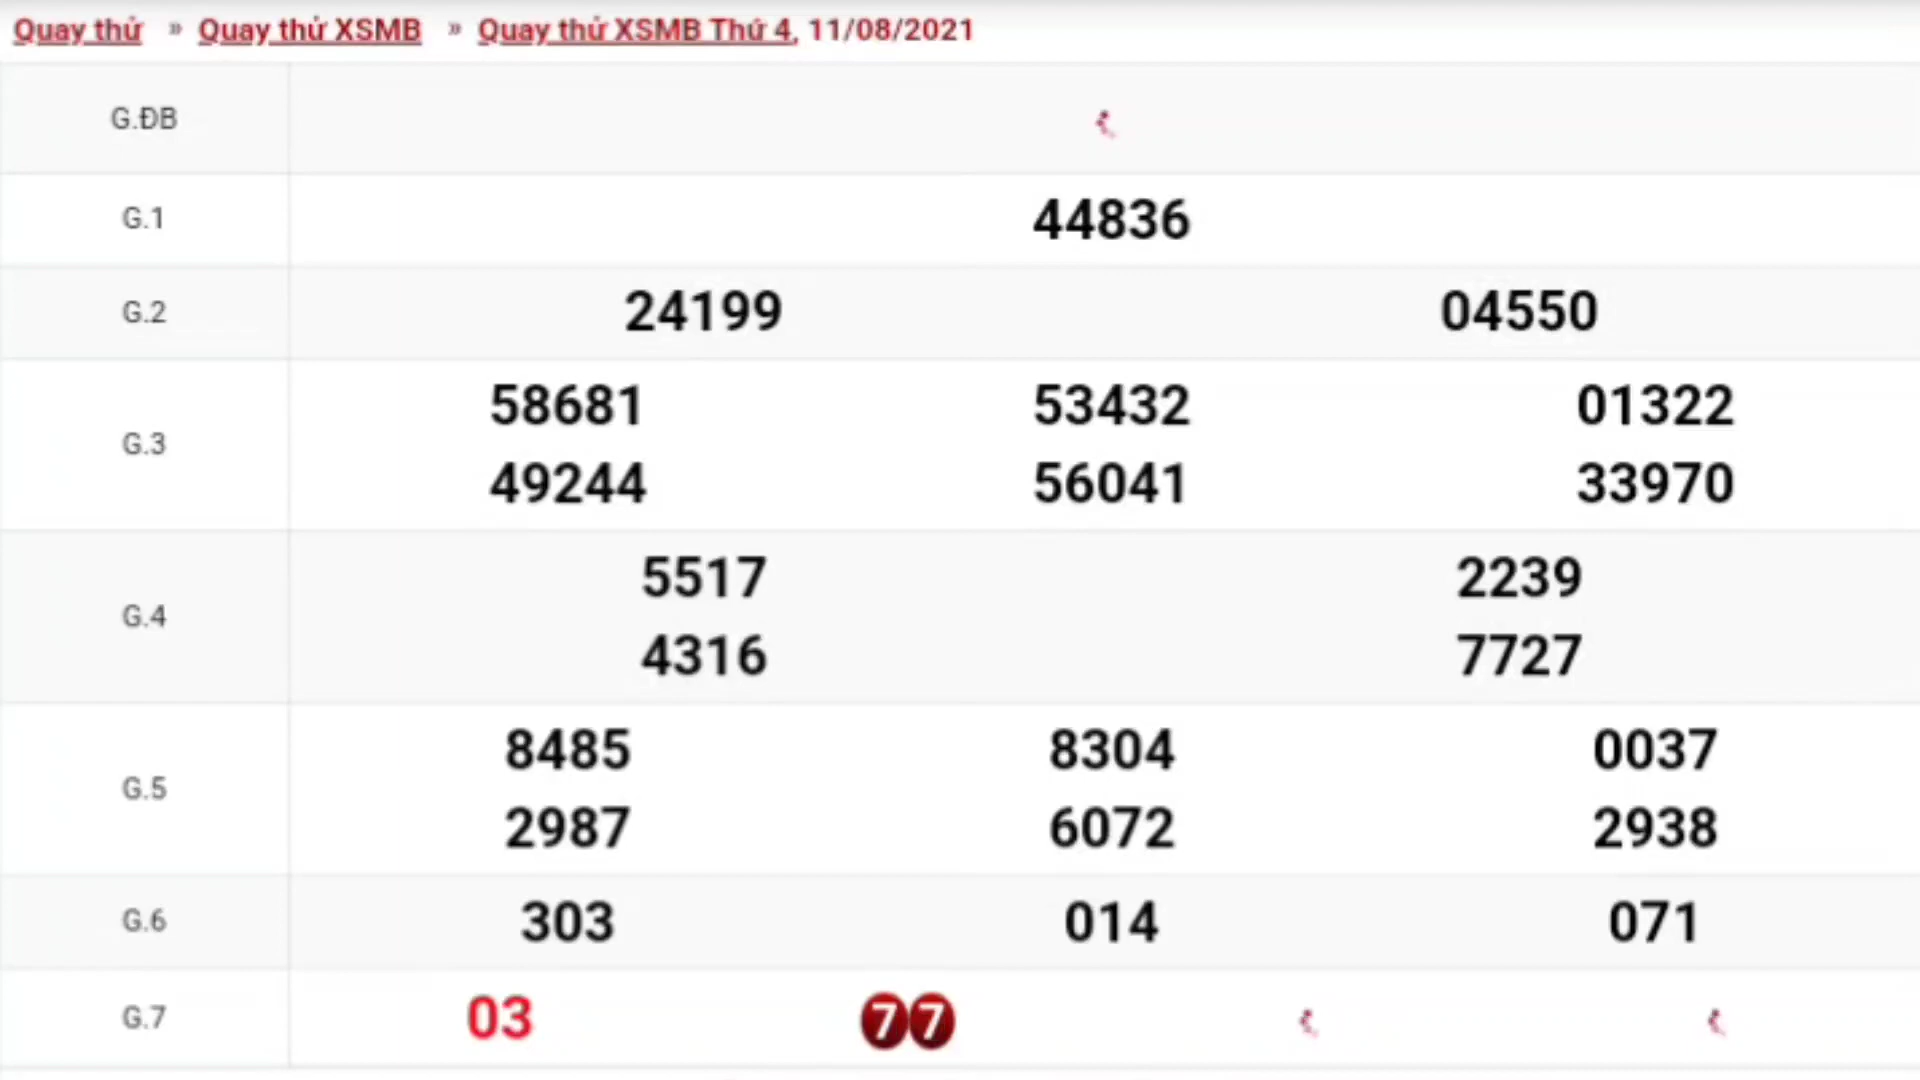 Quay thử » Quay thử XSMB » Quay thử XSMB Thứ 4, 11/08/2021
G.ĐB
G.1 44836
G.2 24199 04550
G.3 58681 53432 01322
49244 56041 33970
G.4 5517 2239
4316 7727
G.5 8485 8304 0037
2987 6072 2938
G.6 303 014 071
G.7 03 77